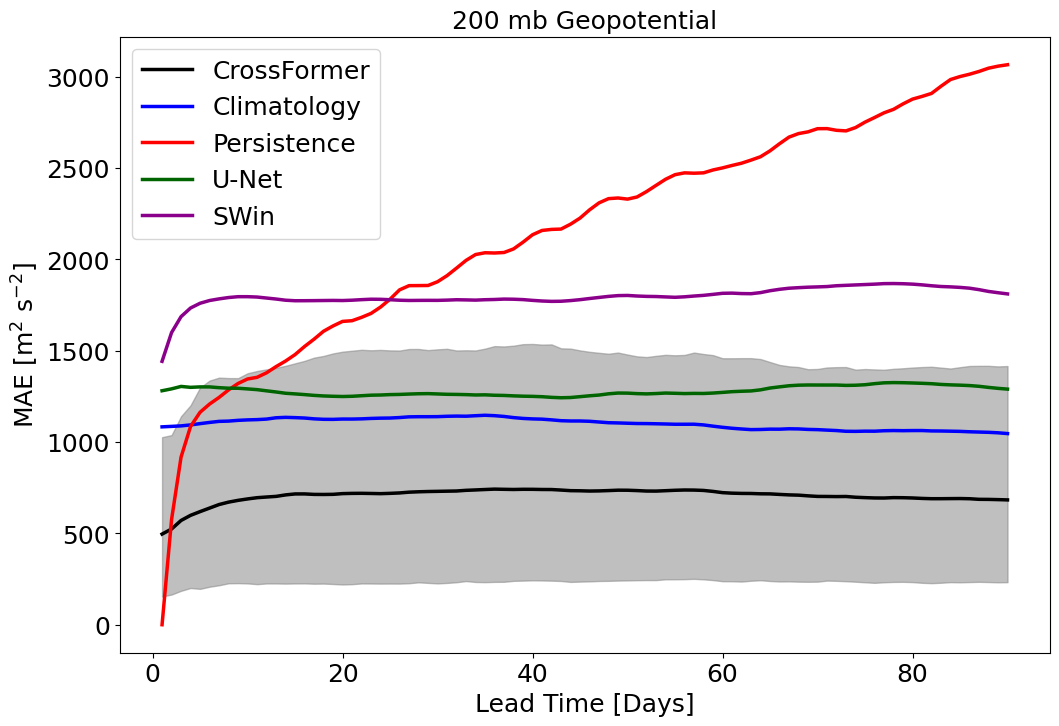 200 mb Geopotential
CrossFormer
Climatology
Persistence
U-Net
SWin
MAE [m² s⁻²]
3000
2500
2000
1500
1000
500
0
0 20 40 60 80
Lead Time [Days]